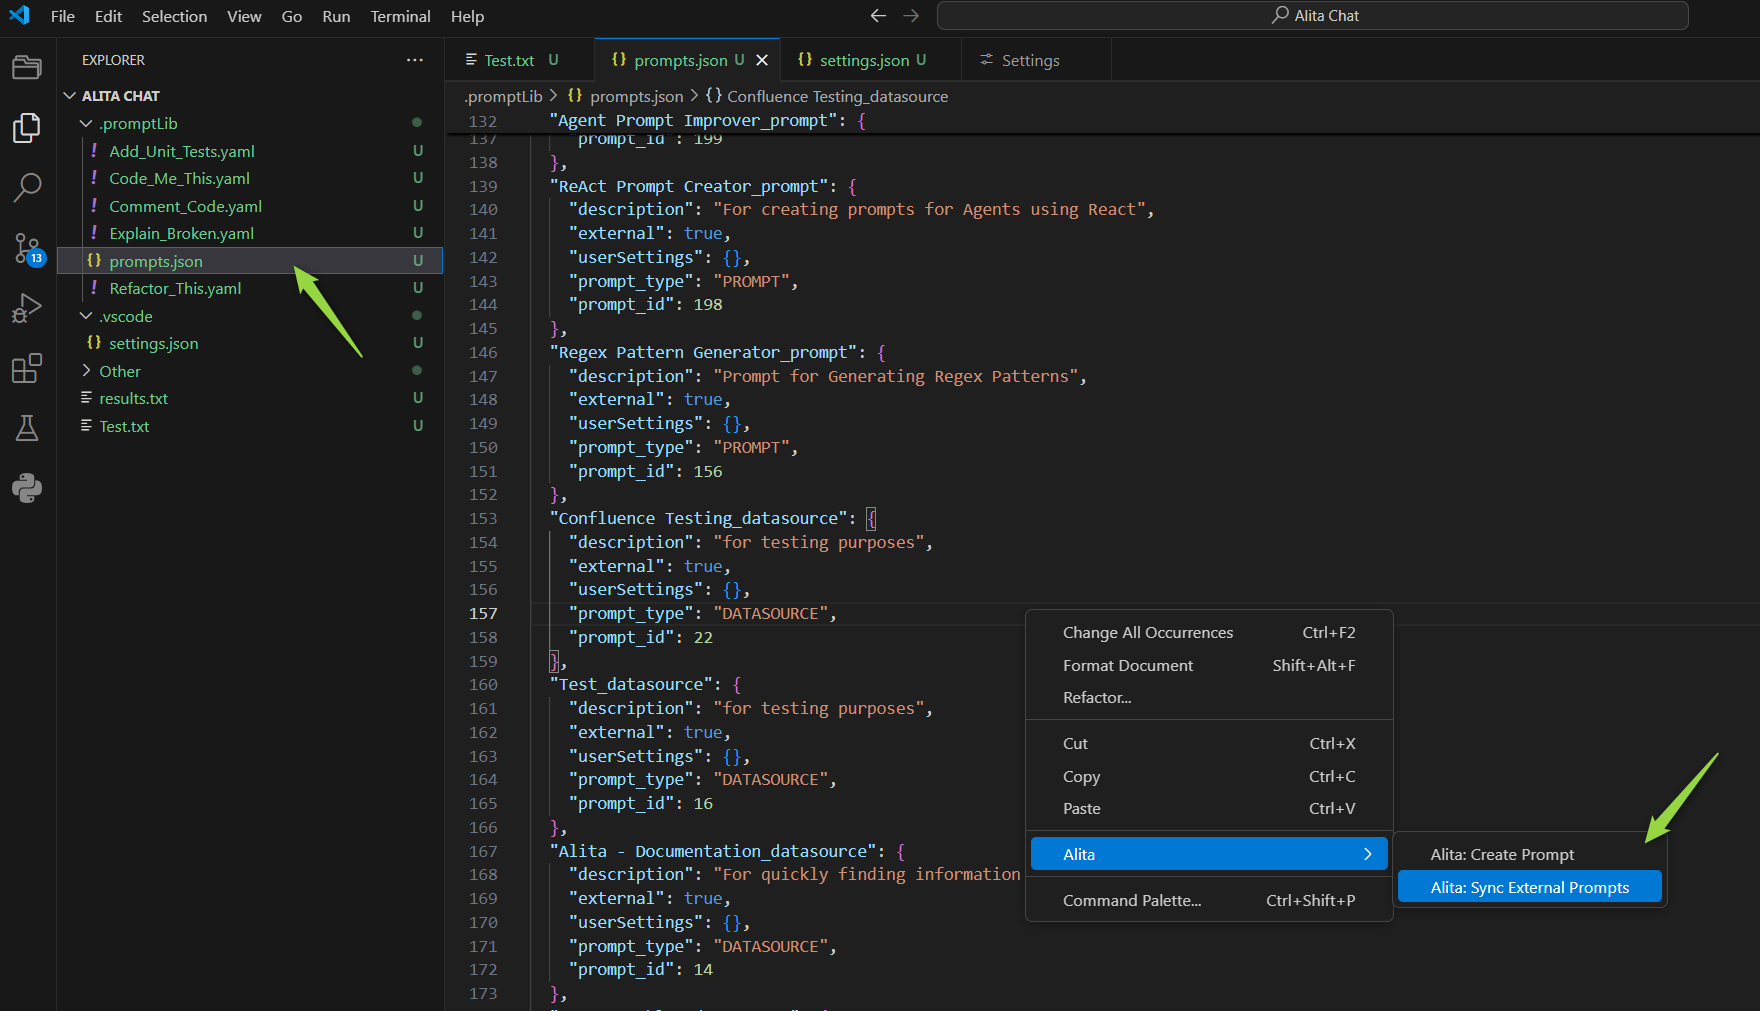 File Edit Selection View Go Run Terminal Help
Alita Chat
EXPLORER
ALITA CHAT
.promptLib
! Add_Unit_Tests.yaml U
! Code_Me_This.yaml U
! Comment_Code.yaml U
! Explain_Broken.yaml U
{} prompts.json U
! Refactor_This.yaml U
.vscode
{} settings.json U
Other
results.txt U
Test.txt U
13
Test.txt U
{} prompts.json U
{} settings.json U
Settings
.promptLib > {} prompts.json > {} Confluence Testing_datasource
132 "Agent Prompt Improver_prompt": {
137 "prompt_id": 199
138 },
139 "ReAct Prompt Creator_prompt": {
140 "description": "For creating prompts for Agents using React",
141 "external": true,
142 "userSettings": {},
143 "prompt_type": "PROMPT",
144 "prompt_id": 198
145 },
146 "Regex Pattern Generator_prompt": {
147 "description": "Prompt for Generating Regex Patterns",
148 "external": true,
149 "userSettings": {},
150 "prompt_type": "PROMPT",
151 "prompt_id": 156
152 },
153 "Confluence Testing_datasource": {
154 "description": "for testing purposes",
155 "external": true,
156 "userSettings": {},
157 "prompt_type": "DATASOURCE",
158 "prompt_id": 22
159 },
160 "Test_datasource": {
161 "description": "for testing purposes",
162 "external": true,
163 "userSettings": {},
164 "prompt_type": "DATASOURCE",
165 "prompt_id": 16
166 },
167 "Alita - Documentation_datasource": {
168 "description": "For quickly finding information
169 "external": true,
170 "userSettings": {},
171 "prompt_type": "DATASOURCE",
172 "prompt_id": 14
173 },
Change All Occurrences Ctrl+F2
Format Document Shift+Alt+F
Refactor...
Cut Ctrl+X
Copy Ctrl+C
Paste Ctrl+V
Alita
Command Palette... Ctrl+Shift+P
Alita: Create Prompt
Alita: Sync External Prompts